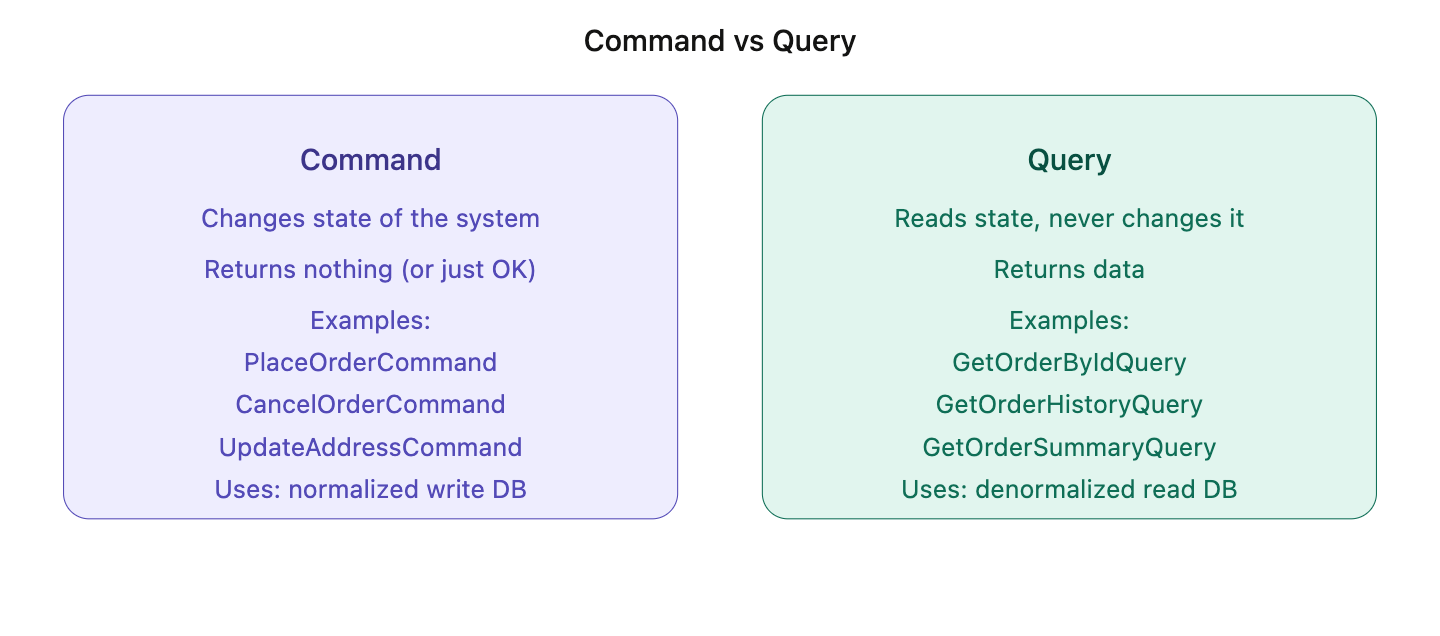 Command vs Query
Command
Changes state of the system
Returns nothing (or just OK)
Examples:
PlaceOrderCommand
CancelOrderCommand
UpdateAddressCommand
Uses: normalized write DB
Query
Reads state, never changes it
Returns data
Examples:
GetOrderByIdQuery
GetOrderHistoryQuery
GetOrderSummaryQuery
Uses: denormalized read DB